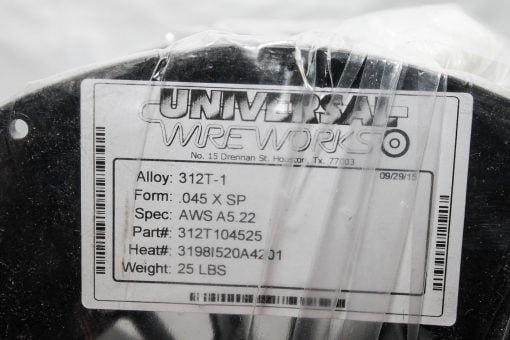 UNIVERSAL
WIRE WORKS
No. 15 Drennan St. Houston, Tx. 77003
09/29/15
Alloy: 312T-1
Form: .045 X SP
Spec: AWS A5.22
Part#: 312T104525
Heat#: 3198I520A4201
Weight: 25 LBS